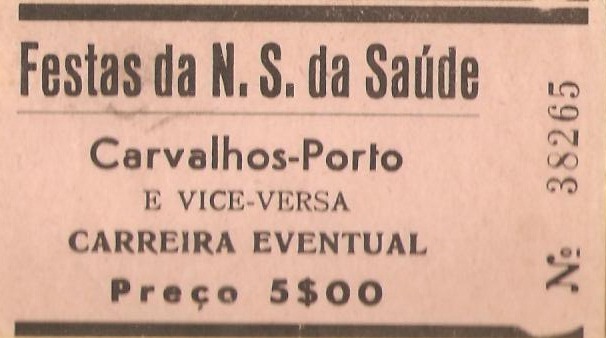 Festas da N. S. da Saúde
Carvalhos-Porto
E VICE-VERSA
CARREIRA EVENTUAL
Preço 5$00
Nº 38265